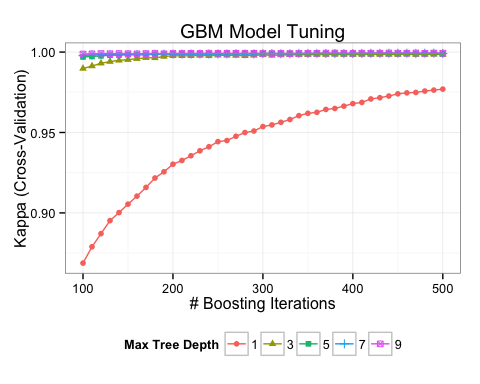 GBM Model Tuning
Kappa (Cross-Validation)
1.00
0.95
0.90
100 200 300 400 500
# Boosting Iterations
Max Tree Depth 1 3 5 7 9